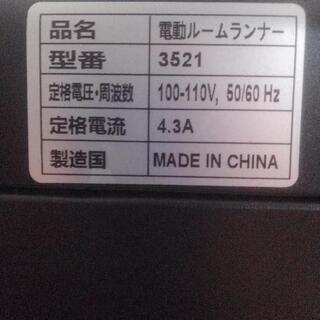 品名 電動ルームランナー
型番 3521
定格電圧・周波数 100-110V, 50/60 Hz
定格電流 4.3A
製造国 MADE IN CHINA